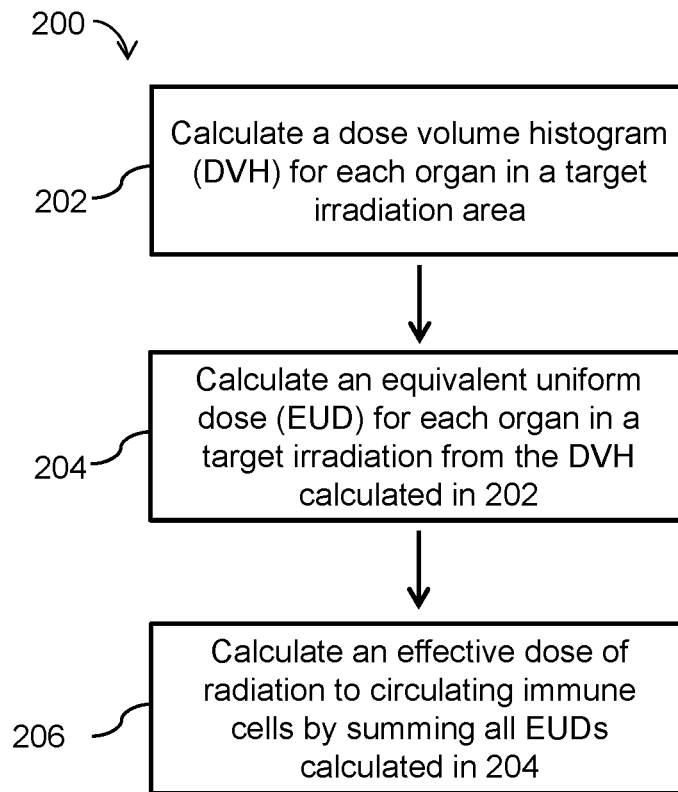 200
Calculate a dose volume histogram
(DVH) for each organ in a target
irradiation area
202
Calculate an equivalent uniform
dose (EUD) for each organ in a
target irradiation from the DVH
calculated in 202
204
Calculate an effective dose of
radiation to circulating immune
cells by summing all EUDs
calculated in 204
206